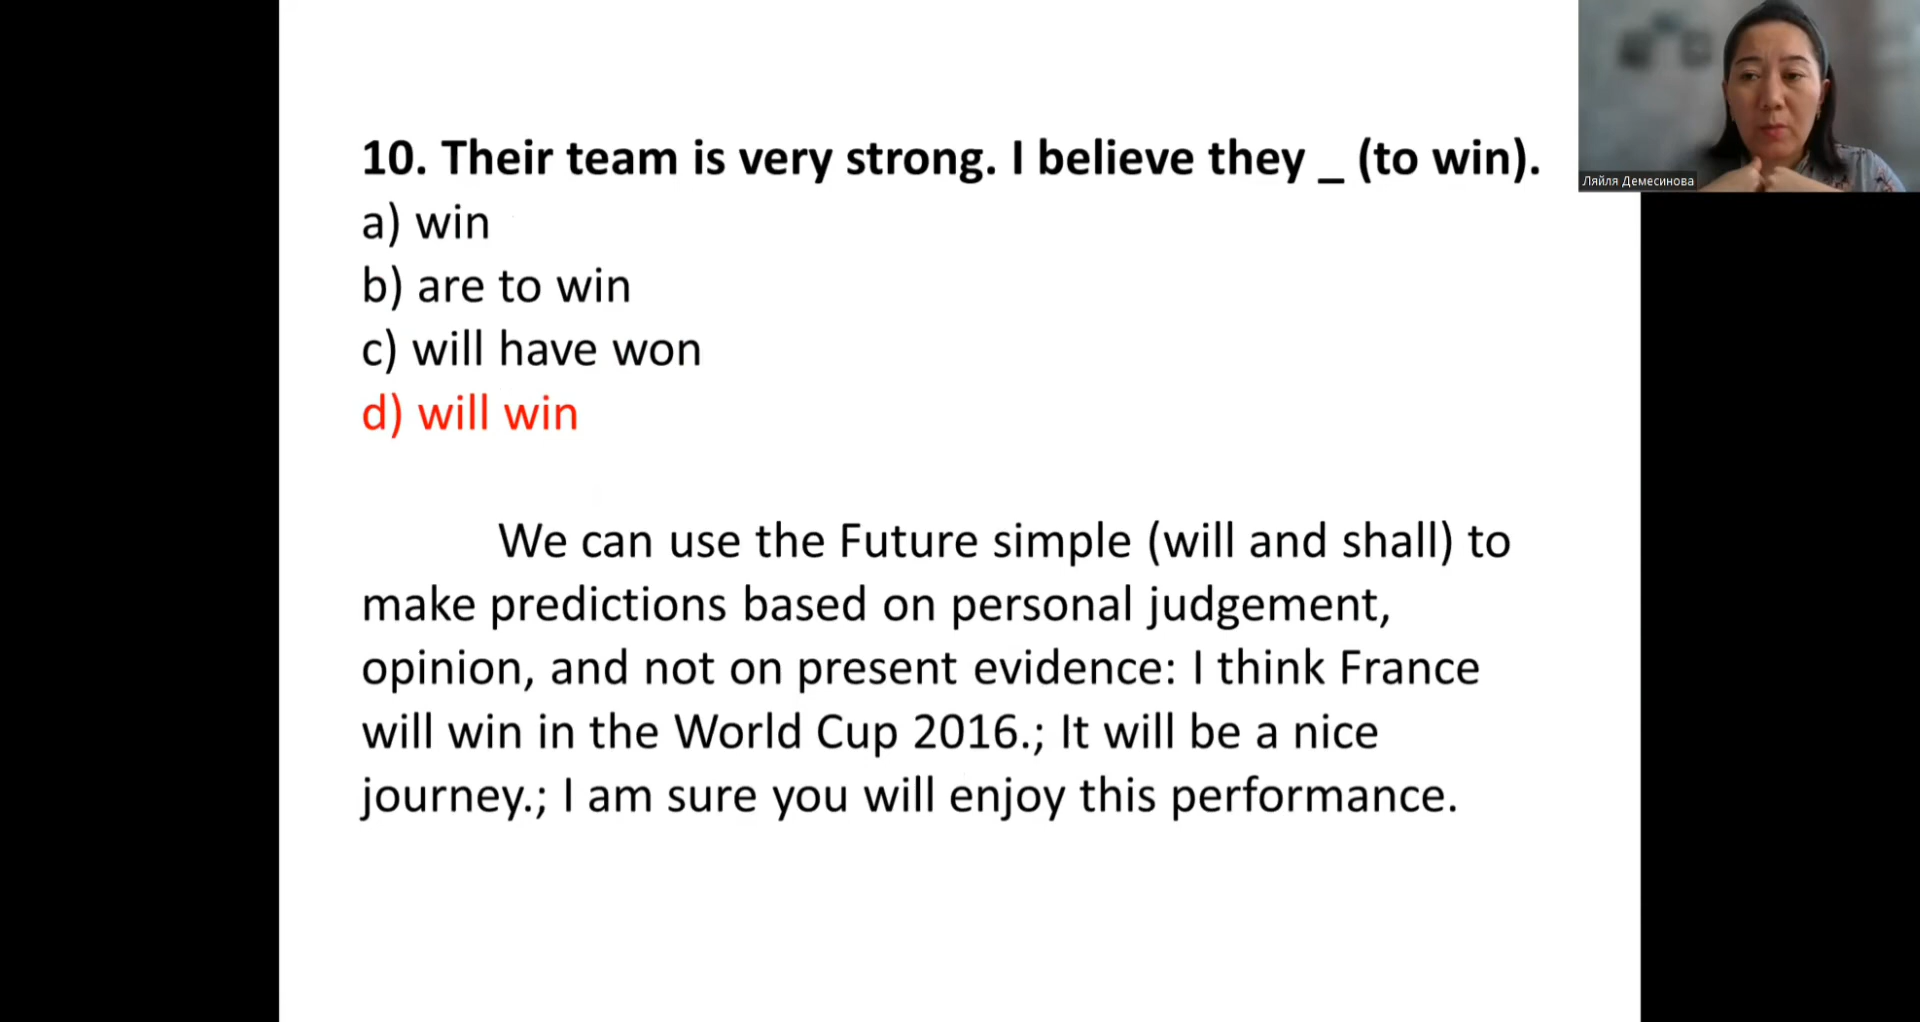 10. Their team is very strong. I believe they _ (to win).
a) win
b) are to win
c) will have won
d) will win
We can use the Future simple (will and shall) to
make predictions based on personal judgement,
opinion, and not on present evidence: I think France
will win in the World Cup 2016.; It will be a nice
journey.; I am sure you will enjoy this performance.
Ляйля Демесинова